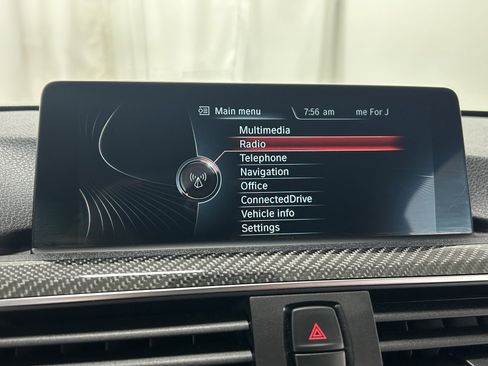 Main menu 7:56 am me For J
Multimedia
Radio
Telephone
Navigation
Office
ConnectedDrive
Vehicle info
Settings